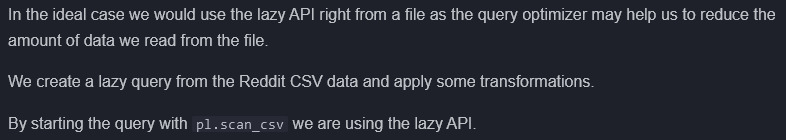 In the ideal case we would use the lazy API right from a file as the query optimizer may help us to reduce the
amount of data we read from the file.
We create a lazy query from the Reddit CSV data and apply some transformations.
By starting the query with pl.scan_csv we are using the lazy API.